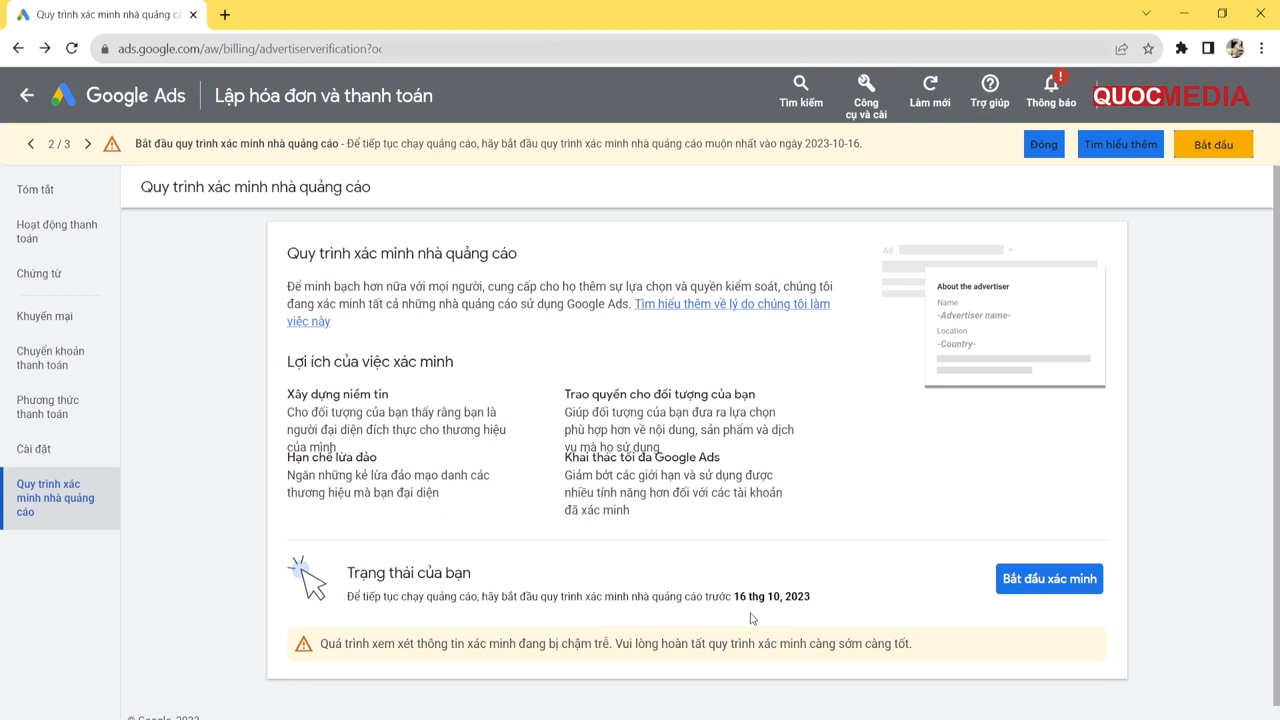 Quy trình xác minh nhà quảng cá
ads.google.com/aw/billing/advertiserverification?oc
Google Ads
Lập hóa đơn và thanh toán
Tìm kiếm
Công
cụ và cài
Làm mới
Trợ giúp
Thông báo
QUOCMEDIA
2 / 3
Bắt đầu quy trình xác minh nhà quảng cáo - Để tiếp tục chạy quảng cáo, hãy bắt đầu quy trình xác minh nhà quảng cáo muộn nhất vào ngày 2023-10-16.
Đóng
Tìm hiểu thêm
Bắt đầu
Tóm tắt
Hoạt động thanh
toán
Chứng từ
Khuyến mại
Chuyển khoản
thanh toán
Phương thức
thanh toán
Cài đặt
Quy trình xác
minh nhà quảng
cáo
Quy trình xác minh nhà quảng cáo
Quy trình xác minh nhà quảng cáo
Để minh bạch hơn nữa với mọi người, cung cấp cho họ thêm sự lựa chọn và quyền kiểm soát, chúng tôi
đang xác minh tất cả những nhà quảng cáo sử dụng Google Ads. Tìm hiểu thêm về lý do chúng tôi làm
việc này
Ad
About the advertiser
Name
-Advertiser name-
Location
-Country-
Lợi ích của việc xác minh
Xây dựng niềm tin
Cho đối tượng của bạn thấy rằng bạn là
người đại diện đích thực cho thương hiệu
của mình
Trao quyền cho đối tượng của bạn
Giúp đối tượng của bạn đưa ra lựa chọn
phù hợp hơn về nội dung, sản phẩm và dịch
vụ mà họ sử dụng
Hạn chế lừa đảo
Ngăn những kẻ lừa đảo mạo danh các
thương hiệu mà bạn đại diện
Khai thác tối đa Google Ads
Giảm bớt các giới hạn và sử dụng được
nhiều tính năng hơn đối với các tài khoản
đã xác minh
Trạng thái của bạn
Để tiếp tục chạy quảng cáo, hãy bắt đầu quy trình xác minh nhà quảng cáo trước 16 thg 10, 2023
Bắt đầu xác minh
Quá trình xem xét thông tin xác minh đang bị chậm trễ. Vui lòng hoàn tất quy trình xác minh càng sớm càng tốt.
© Google, 2023